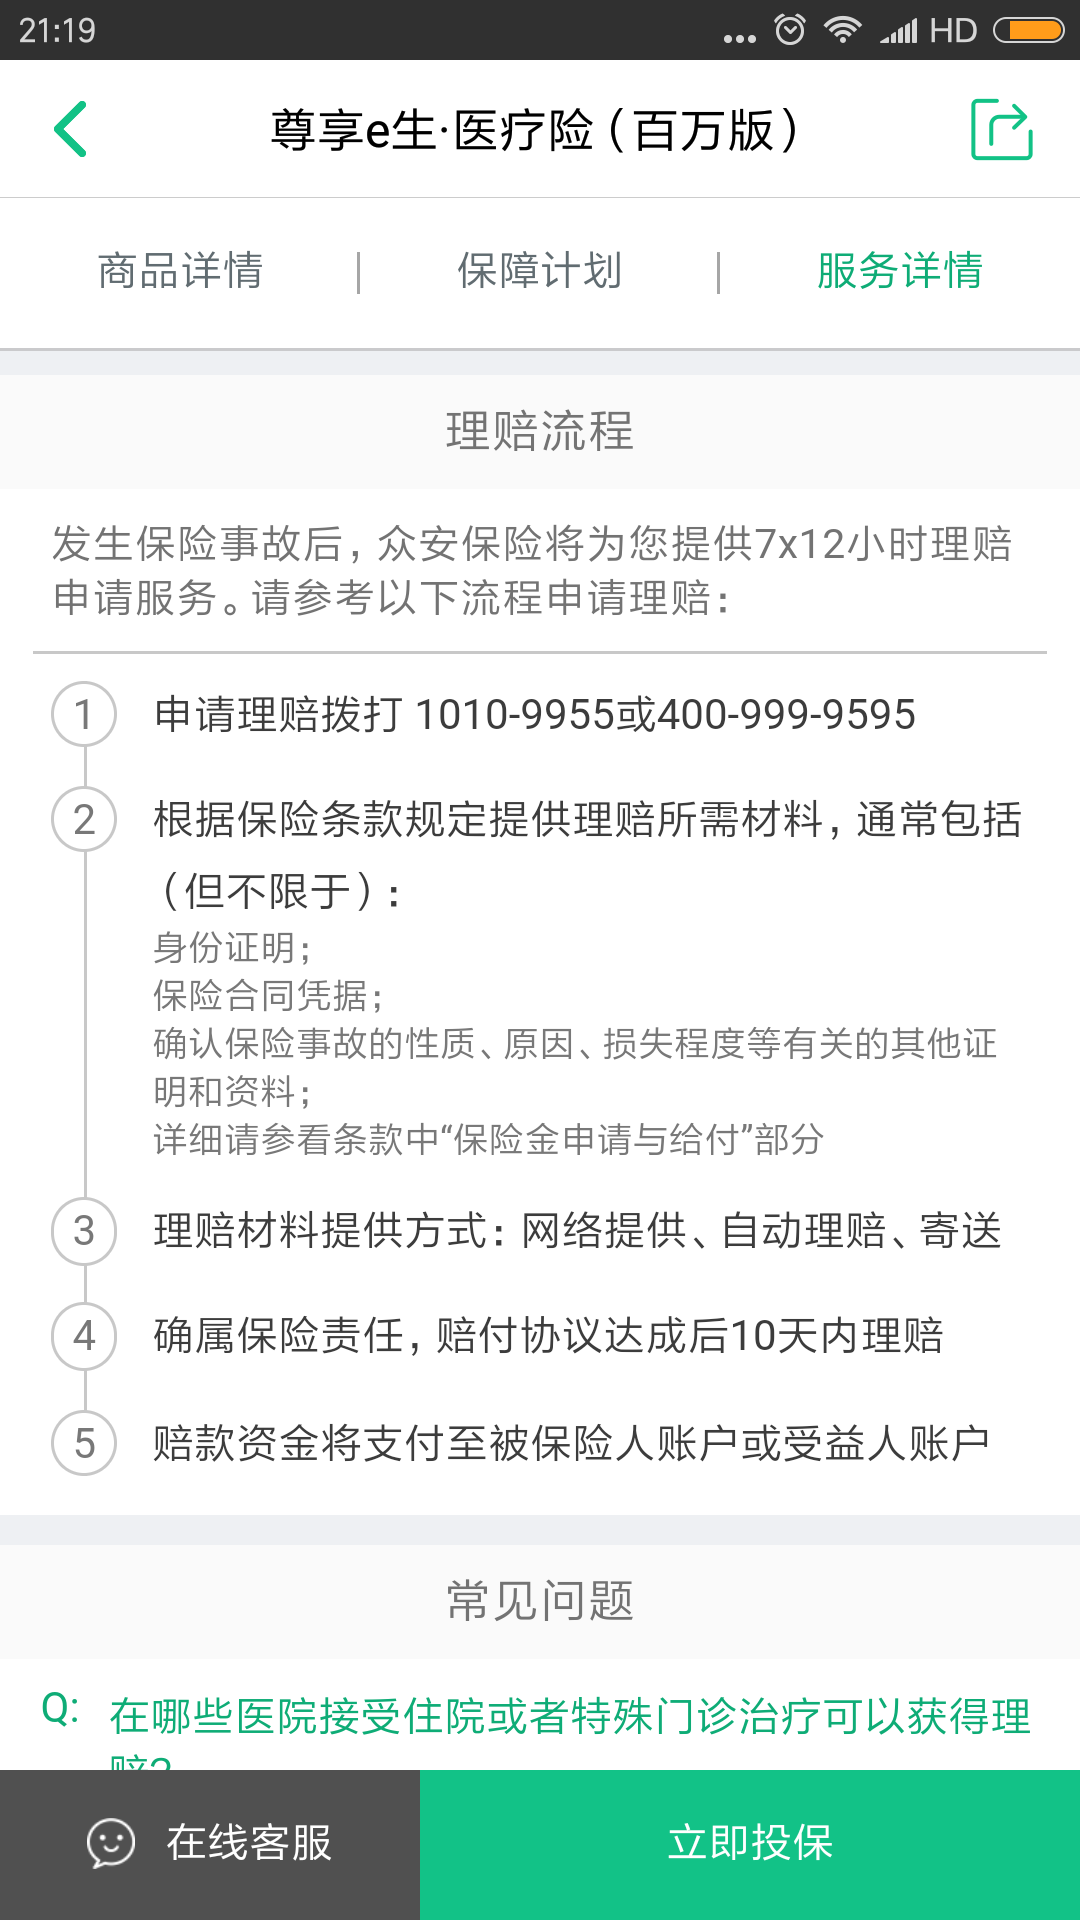 21:19
HD
尊享e生·医疗险（百万版）
商品详情
保障计划
服务详情
理赔流程
发生保险事故后，众安保险将为您提供7x12小时理赔
申请服务。请参考以下流程申请理赔：
1 申请理赔拨打 1010-9955或400-999-9595
2 根据保险条款规定提供理赔所需材料，通常包括
（但不限于）：
身份证明；
保险合同凭据；
确认保险事故的性质、原因、损失程度等有关的其他证
明和资料；
详细请参看条款中“保险金申请与给付”部分
3 理赔材料提供方式：网络提供、自动理赔、寄送
4 确属保险责任，赔付协议达成后10天内理赔
5 赔款资金将支付至被保险人账户或受益人账户
常见问题
Q: 在哪些医院接受住院或者特殊门诊治疗可以获得理
赔？
在线客服
立即投保